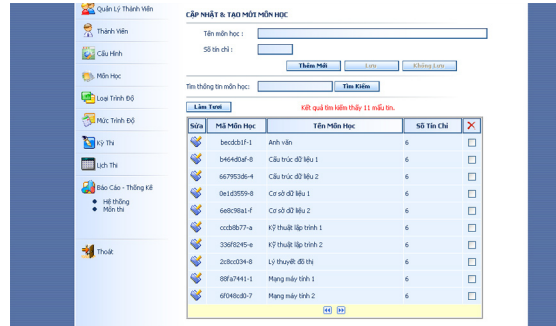 Quản Lý Thành Viên
Thành Viên
Cấu Hình
Môn Học
Loại Trình Độ
Mức Trình Độ
Kỳ Thi
Lịch Thi
Báo Cáo - Thống Kê
Hệ thống
Môn thi
Thoát
CẬP NHẬT & TẠO MỚI MÔN HỌC
Tên môn học :
Số tín chỉ :
Thêm Mới Lưu Không Lưu
Tìm thông tin môn học: Tìm Kiếm
Làm Tươi Kết quả tìm kiếm thấy 11 mẩu tin.
Sửa Mã Môn Học Tên Môn Học Số Tín Chỉ
becdcb1f-1 Anh văn 6
b464d0af-8 Cấu trúc dữ liệu 1 6
667953d6-4 Cấu trúc dữ liệu 2 6
0e1d3559-8 Cơ sở dữ liệu 1 6
6e8c98a1-f Cơ sở dữ liệu 2 6
cccb8b77-a Kỹ thuật lập trình 1 6
336f8245-e Kỹ thuật lập trình 2 6
2c8cc034-8 Lý thuyết đồ thị 6
88fa7441-1 Mạng máy tính 1 6
6f048cd0-7 Mạng máy tính 2 6